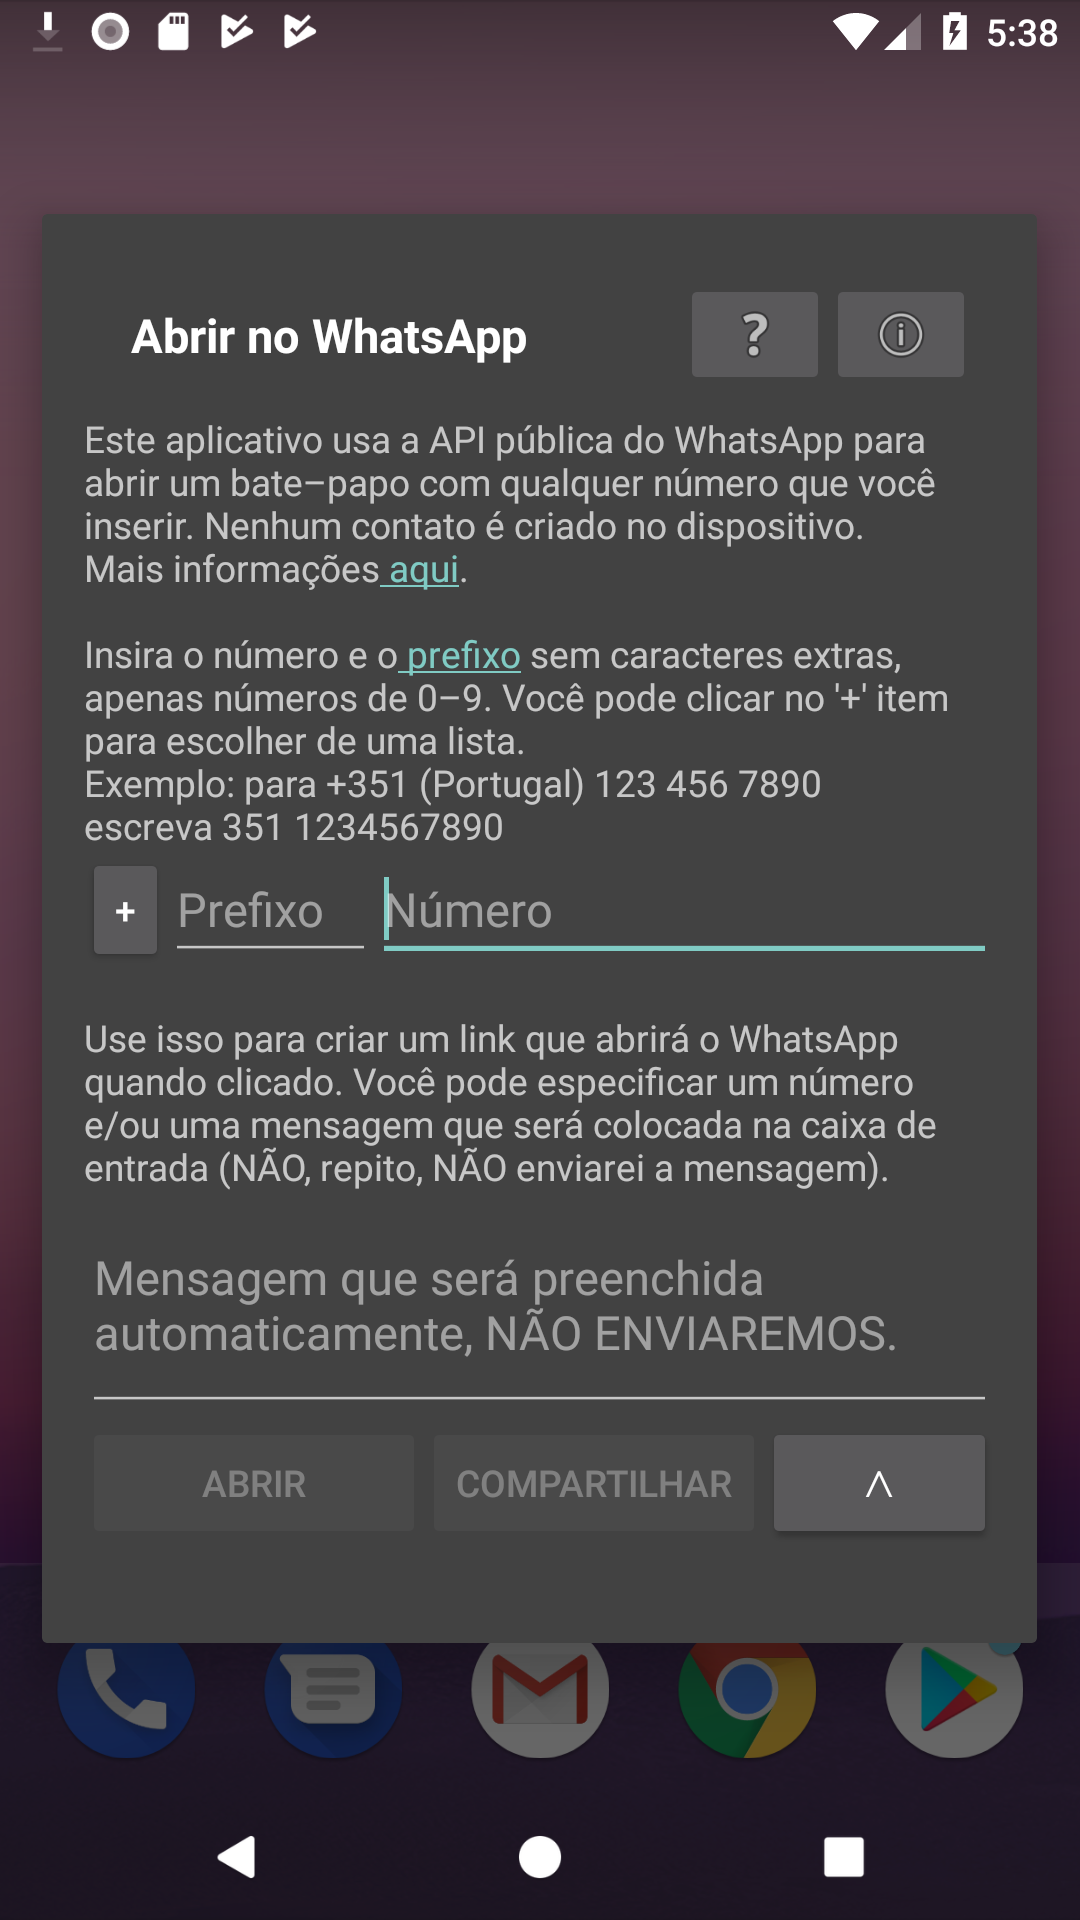 5:38
Abrir no WhatsApp
?
i
Este aplicativo usa a API pública do WhatsApp para
abrir um bate–papo com qualquer número que você
inserir. Nenhum contato é criado no dispositivo.
Mais informações aqui.
Insira o número e o prefixo sem caracteres extras,
apenas números de 0–9. Você pode clicar no '+' item
para escolher de uma lista.
Exemplo: para +351 (Portugal) 123 456 7890
escreva 351 1234567890
+ Prefixo Número
Use isso para criar um link que abrirá o WhatsApp
quando clicado. Você pode especificar um número
e/ou uma mensagem que será colocada na caixa de
entrada (NÃO, repito, NÃO enviarei a mensagem).
Mensagem que será preenchida
automaticamente, NÃO ENVIAREMOS.
ABRIR COMPARTILHAR ^